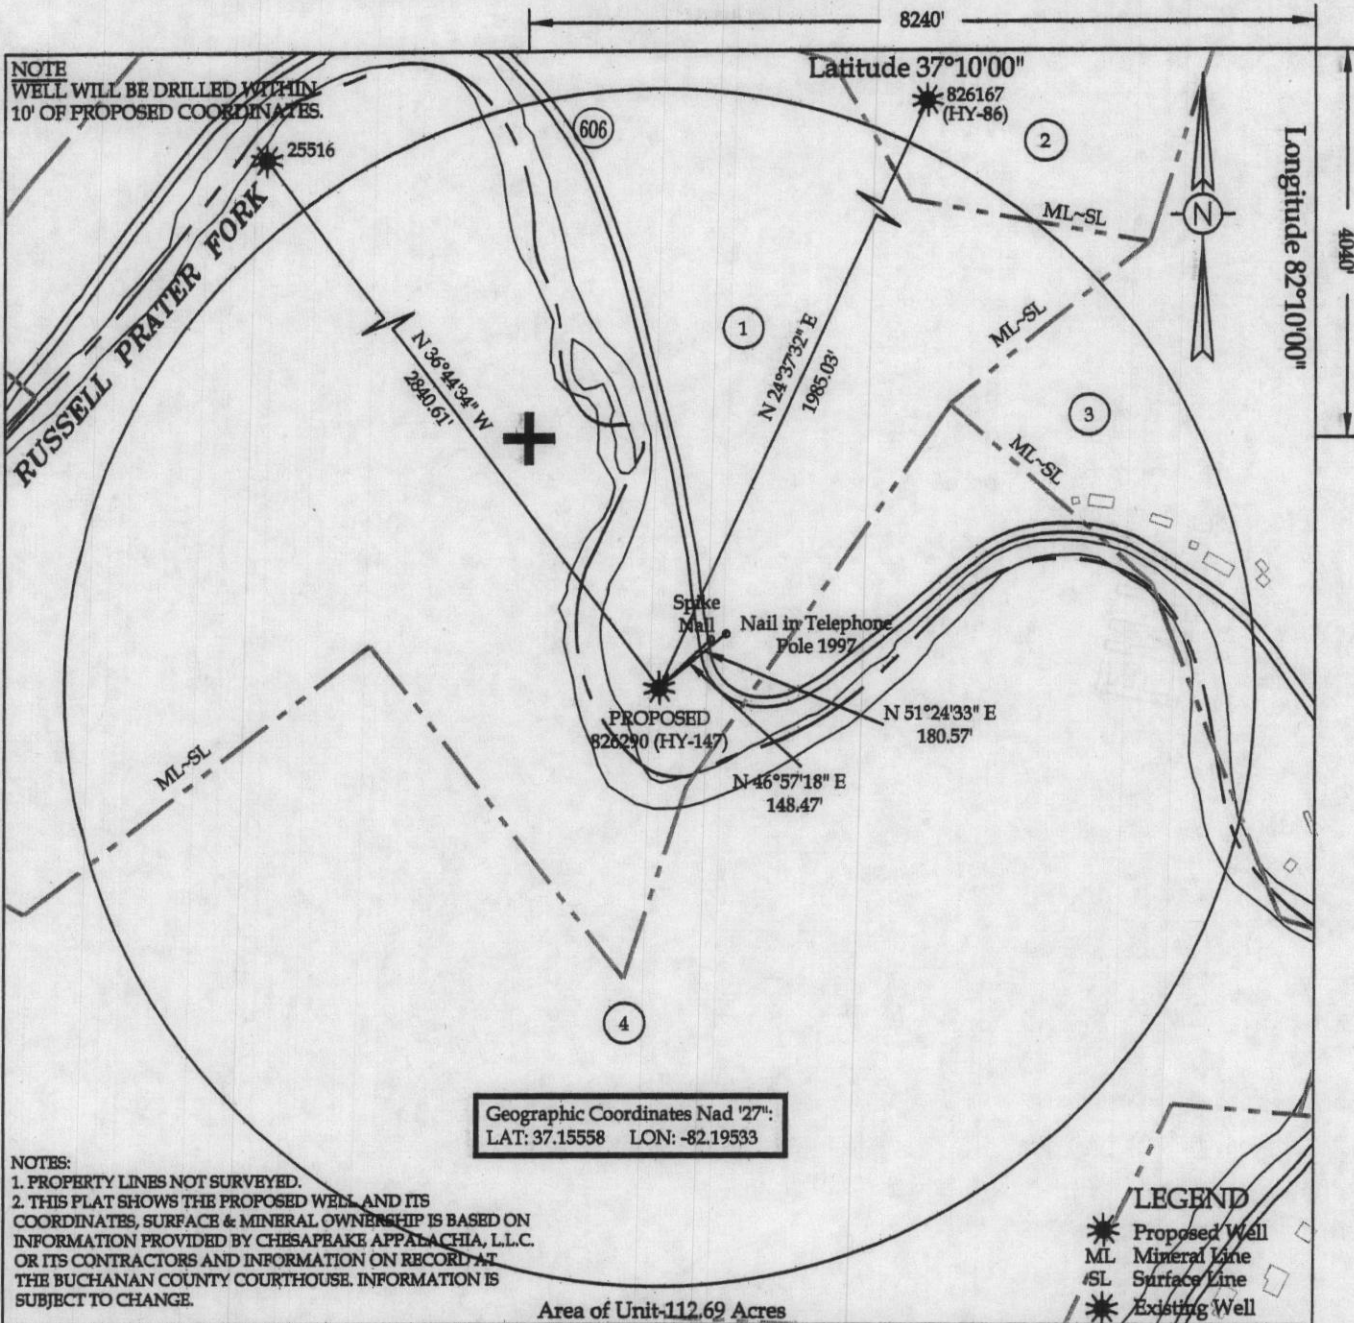 8240'
NOTE
WELL WILL BE DRILLED WITHIN
10' OF PROPOSED COORDINATES.
Latitude 37°10'00"
826167
(HY-86)
606
2
25516
Longitude 82°10'00"
4040'
N
ML~SL
RUSSELL PRATER FORK
1
ML~SL
N 36°44'34" W
2840.61'
N 24°37'32" E
1985.03'
3
ML~SL
Spike
Nail
Nail in Telephone
Pole 1997
PROPOSED
826290 (HY-147)
N 51°24'33" E
180.57'
ML~SL
N 46°57'18" E
148.47'
4
Geographic Coordinates Nad '27":
LAT: 37.15558 LON: -82.19533
NOTES:
1. PROPERTY LINES NOT SURVEYED.
2. THIS PLAT SHOWS THE PROPOSED WELL AND ITS
COORDINATES, SURFACE & MINERAL OWNERSHIP IS BASED ON
INFORMATION PROVIDED BY CHESAPEAKE APPALACHIA, L.L.C.
OR ITS CONTRACTORS AND INFORMATION ON RECORD AT
THE BUCHANAN COUNTY COURTHOUSE. INFORMATION IS
SUBJECT TO CHANGE.
LEGEND
Proposed Well
ML Mineral Line
SL Surface Line
Existing Well
Area of Unit-112.69 Acres